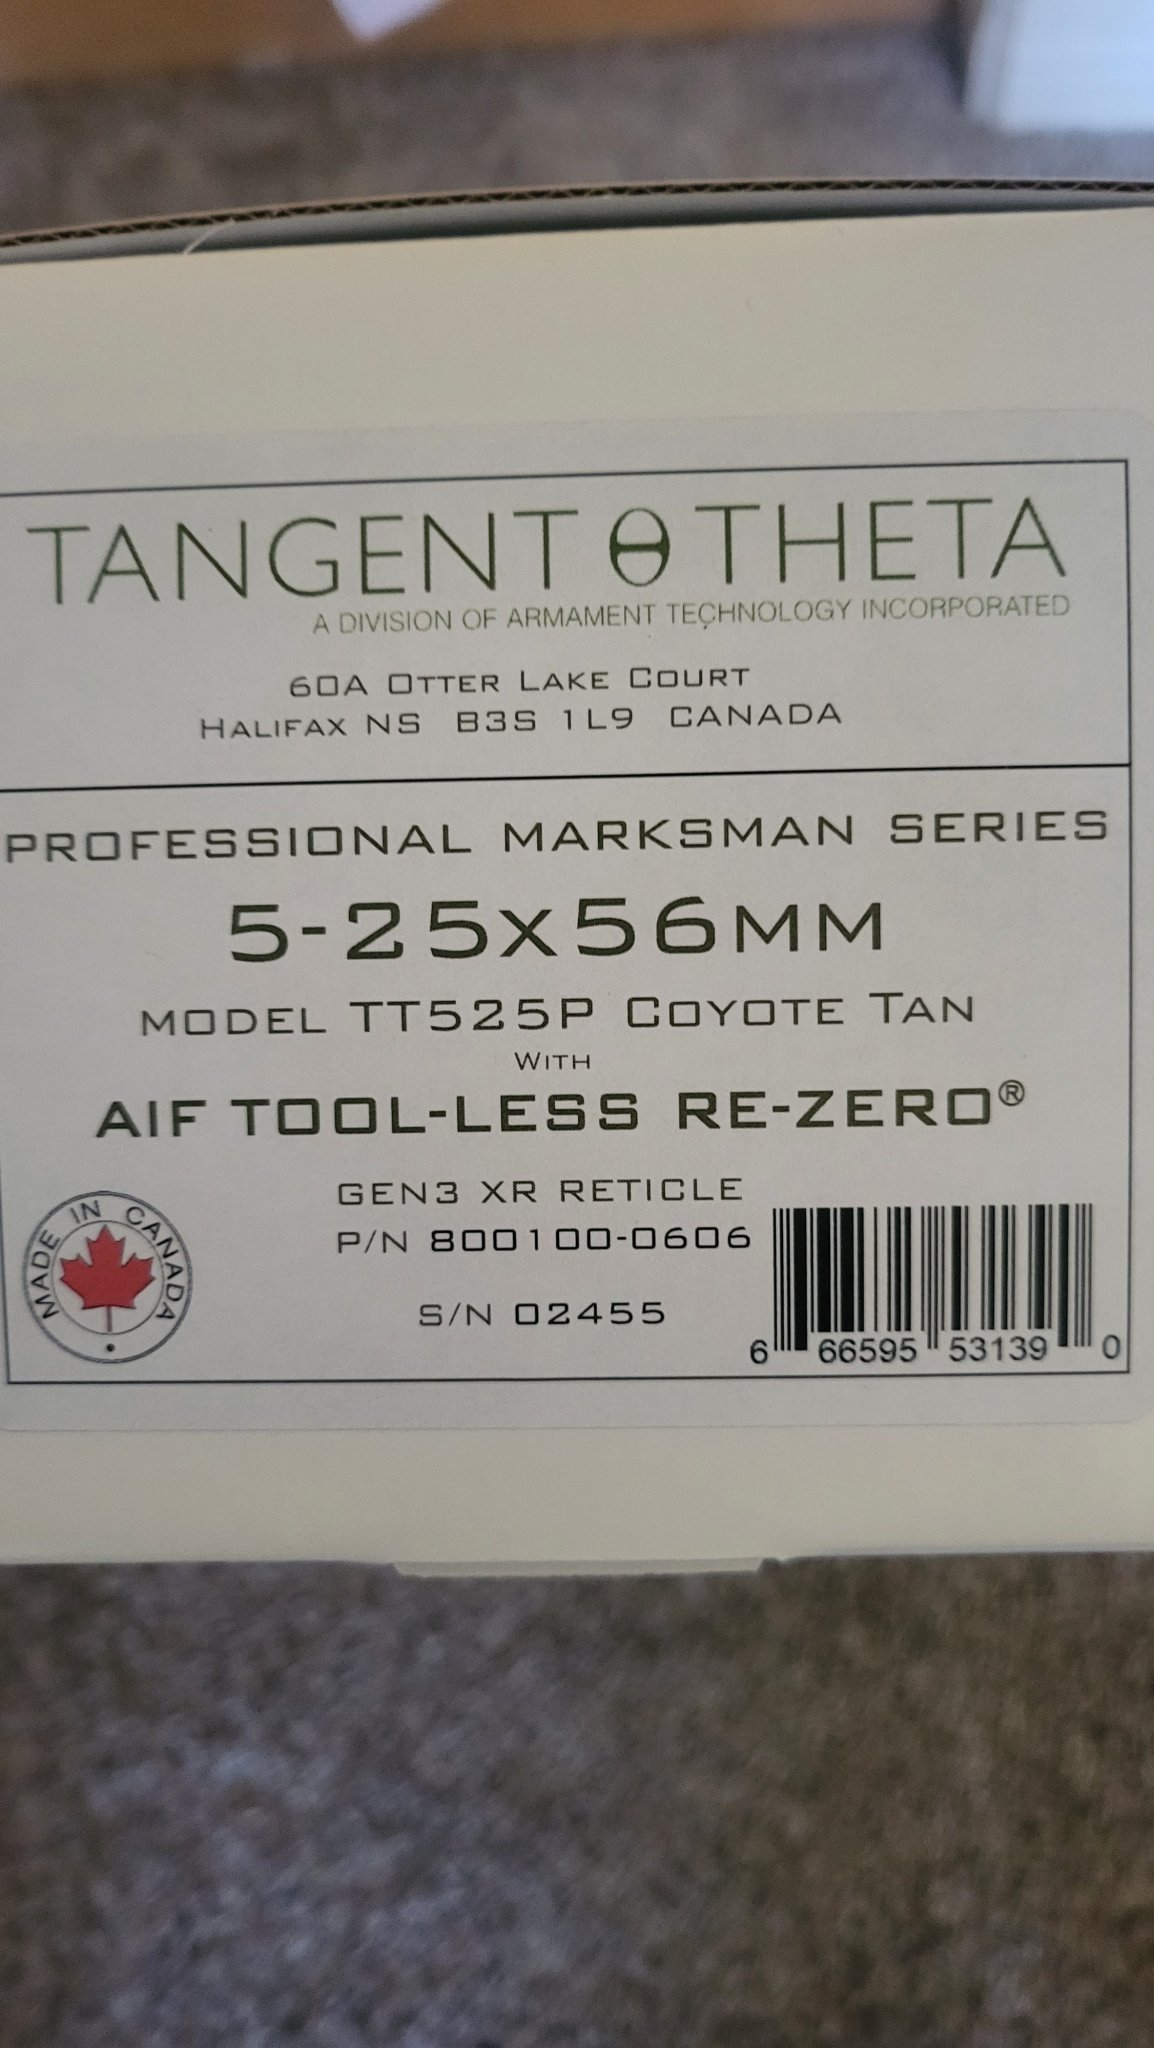 TANGENT θ THETA
A DIVISION OF ARMAMENT TECHNOLOGY INCORPORATED
60A OTTER LAKE COURT
HALIFAX NS B3S 1L9 CANADA
PROFESSIONAL MARKSMAN SERIES
5-25x56MM
MODEL TT525P COYOTE TAN
WITH
AIF TOOL-LESS RE-ZERO®
GEN3 XR RETICLE
P/N 800100-0606
S/N 02455
MADE IN CANADA
6 66595 53139 0